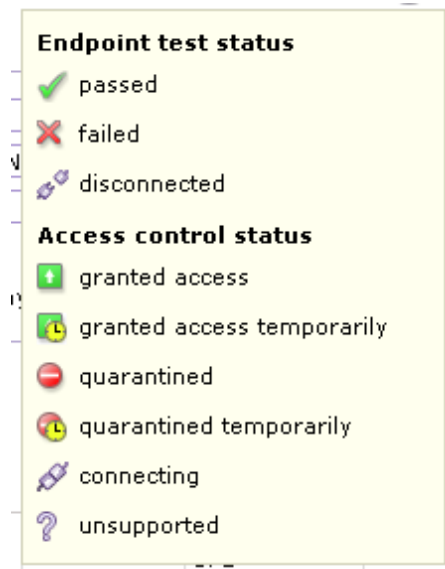 Endpoint test status
passed
failed
disconnected
Access control status
granted access
granted access temporarily
quarantined
quarantined temporarily
connecting
unsupported